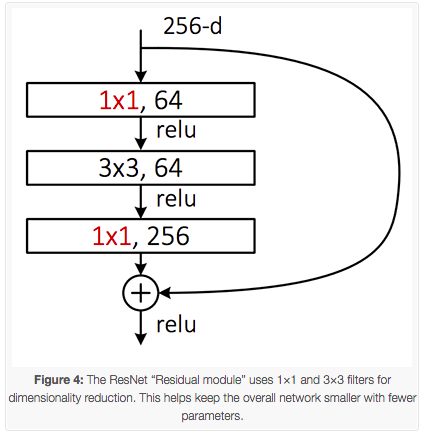 256-d
1x1, 64
relu
3x3, 64
relu
1x1, 256
+
relu
Figure 4: The ResNet “Residual module” uses 1×1 and 3×3 filters for
dimensionality reduction. This helps keep the overall network smaller with fewer
parameters.